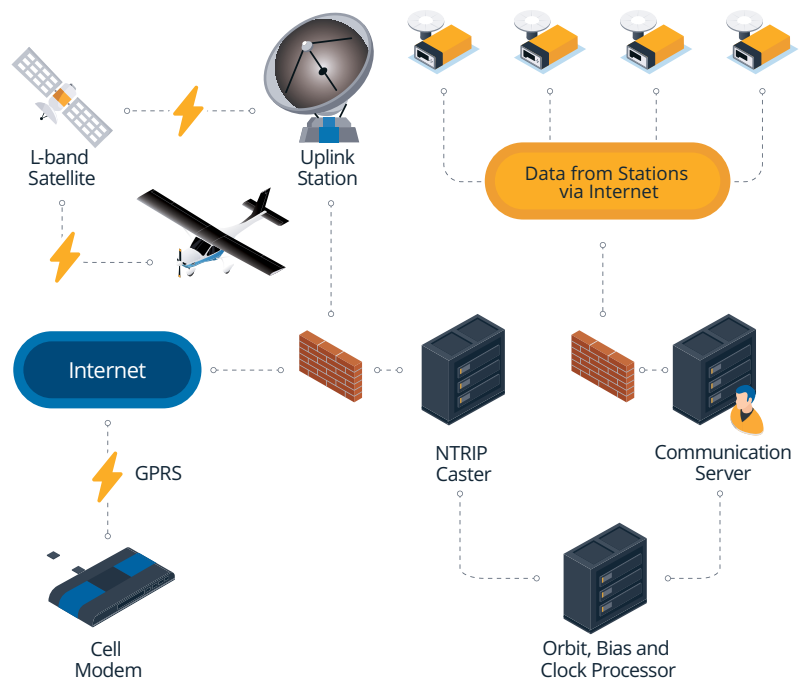 L-band
Satellite
Uplink
Station
Data from Stations
via Internet
Internet
GPRS
NTRIP
Caster
Communication
Server
Cell
Modem
Orbit, Bias and
Clock Processor